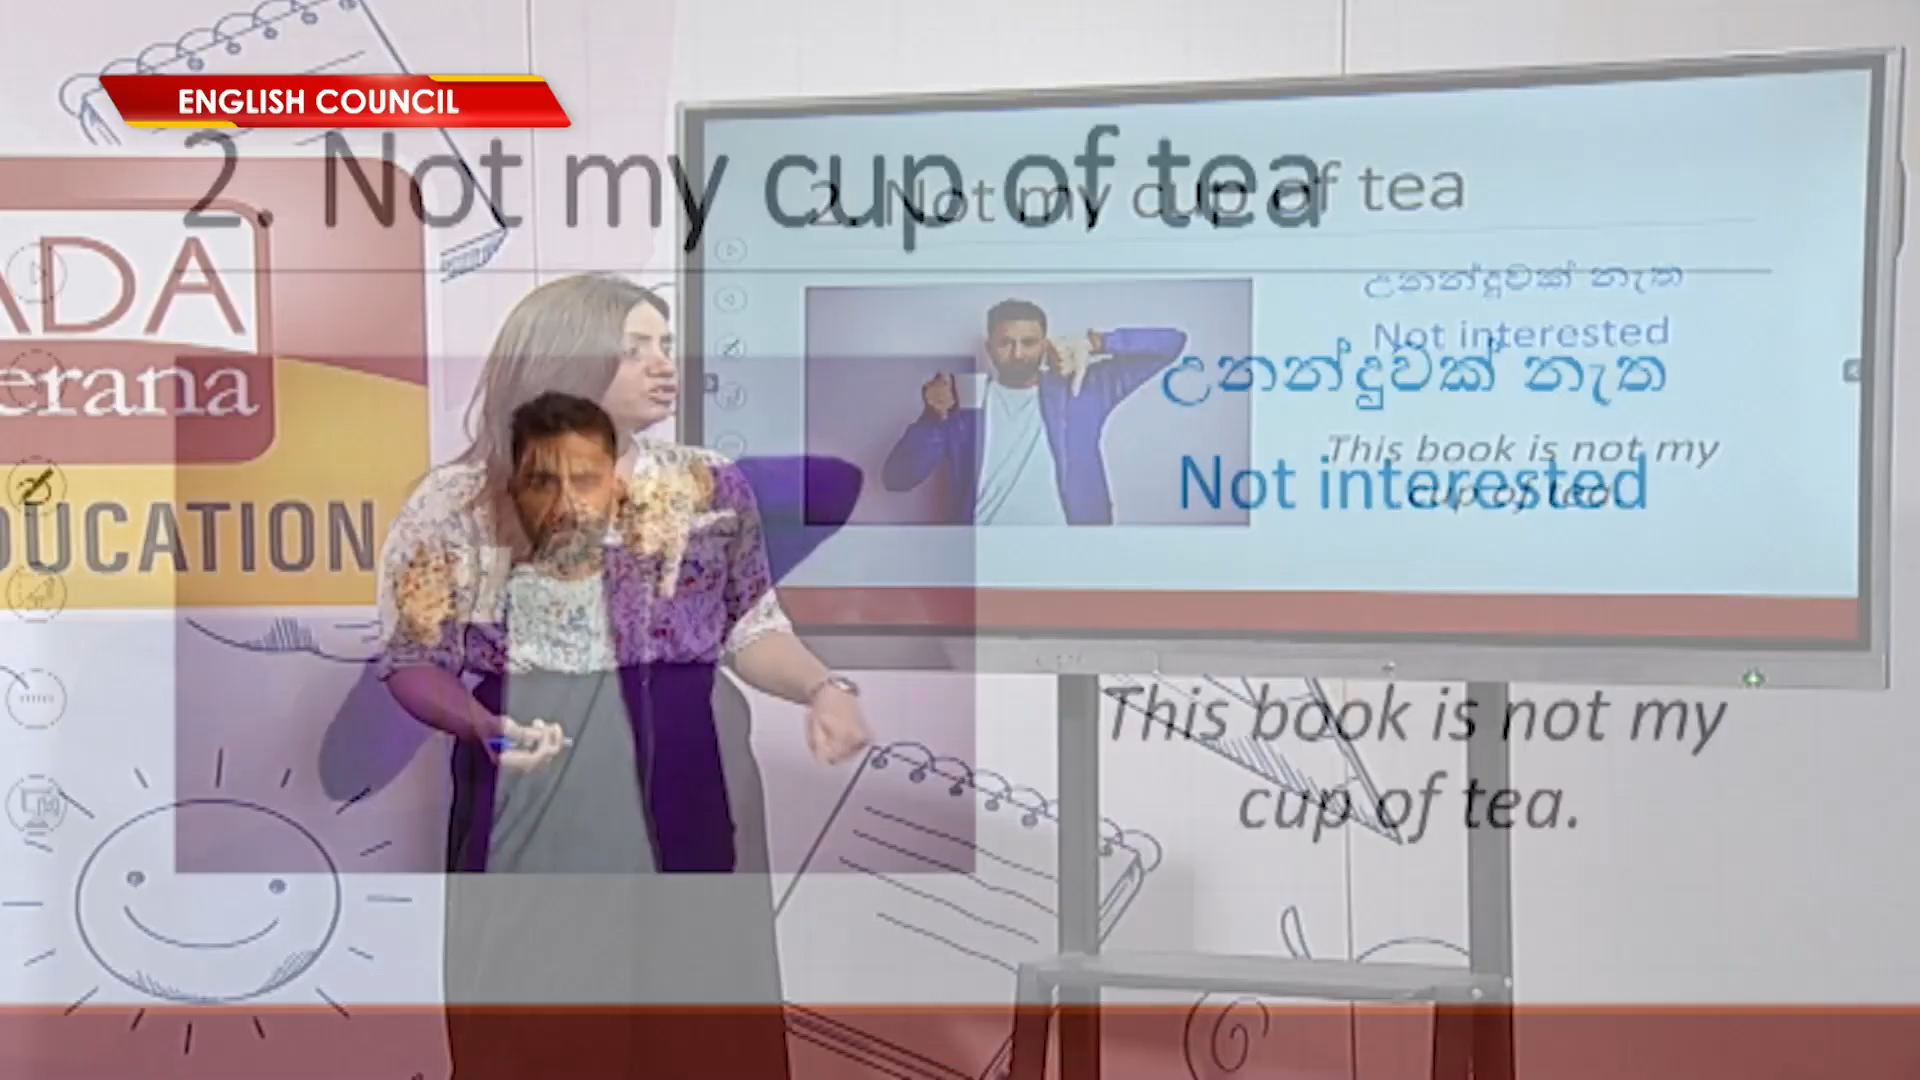 ENGLISH COUNCIL
2. Not my cup of tea
2. Not my cup of tea
ADA
erana
DUCATION
උනන්දුවක් නැත
Not interested
උනන්දුවක් නැත
Not interested
This book is not my
cup of tea.
This book is not my
cup of tea.